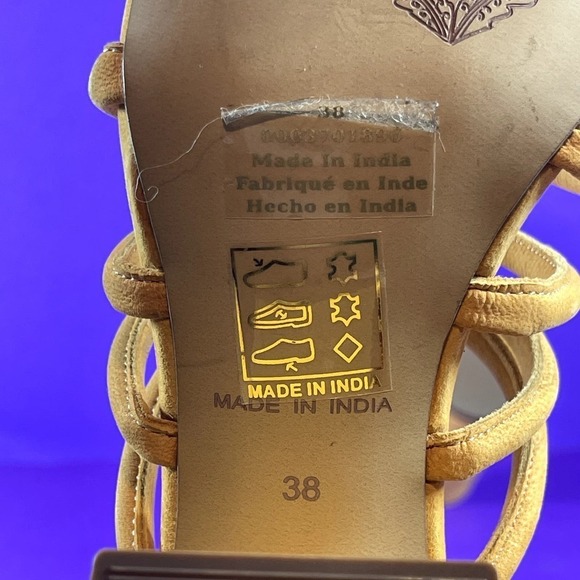 38
Made In India
Fabriqué en Inde
Hecho en India
MADE IN INDIA
MADE IN INDIA
38